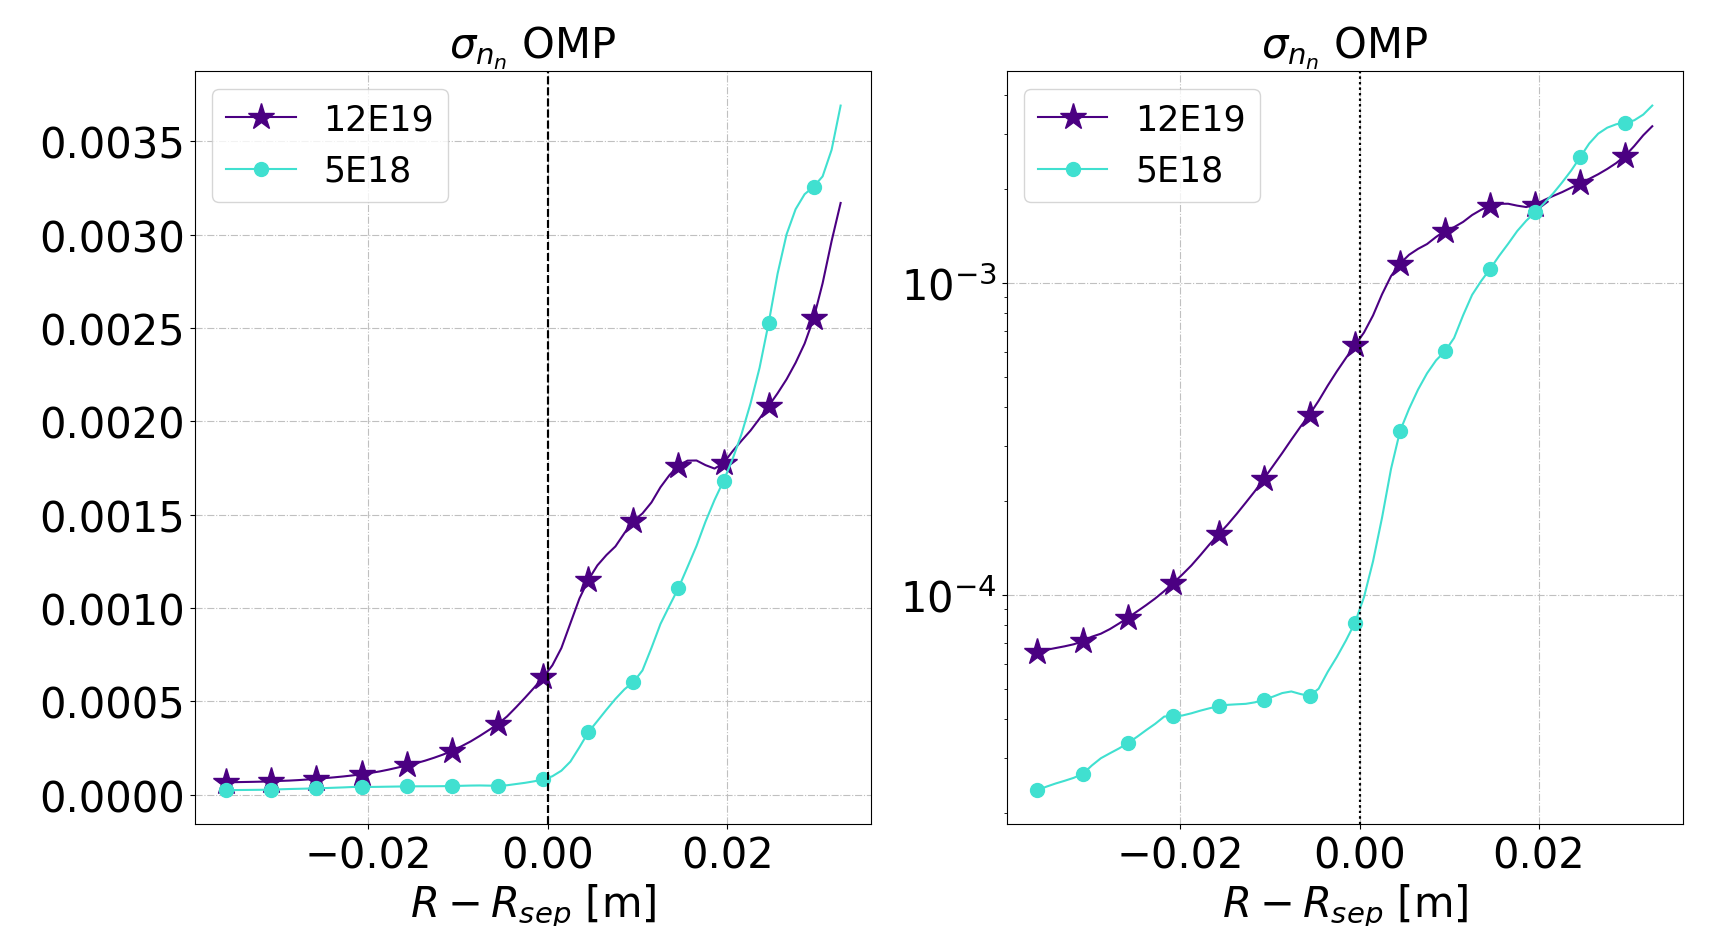 σ_{n_n} OMP
12E19
5E18
0.0035
0.0030
0.0025
0.0020
0.0015
0.0010
0.0005
0.0000
−0.02 0.00 0.02
R − R_{sep} [m]
σ_{n_n} OMP
12E19
5E18
10^{−3}
10^{−4}
−0.02 0.00 0.02
R − R_{sep} [m]